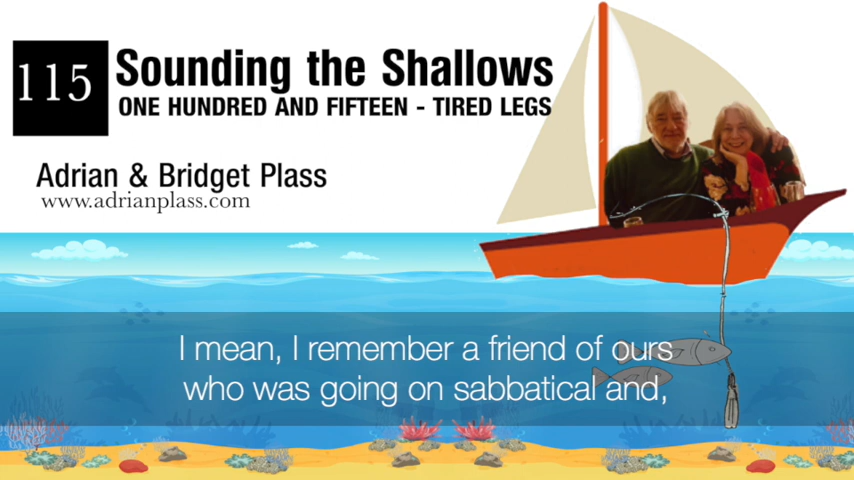 115
Sounding the Shallows
ONE HUNDRED AND FIFTEEN - TIRED LEGS
Adrian & Bridget Plass
www.adrianplass.com
I mean, I remember a friend of ours
who was going on sabbatical and,